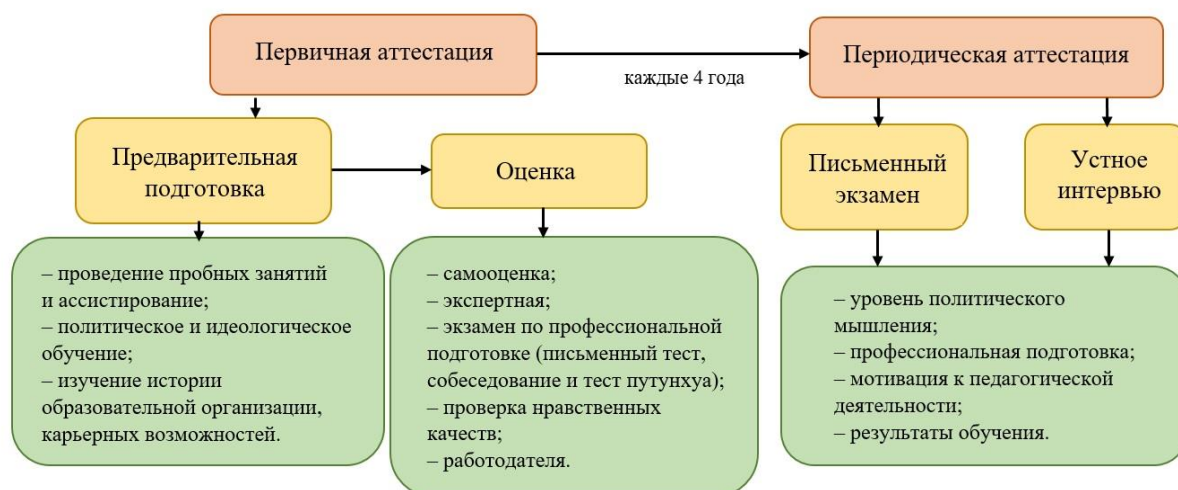 Первичная аттестация
каждые 4 года
Периодическая аттестация
Предварительная
подготовка
Оценка
Письменный
экзамен
Устное
интервью
– проведение пробных занятий
и ассистирование;
– политическое и идеологическое
обучение;
– изучение истории
образовательной организации,
карьерных возможностей.
– самооценка;
– экспертная;
– экзамен по профессиональной
подготовке (письменный тест,
собеседование и тест путунхуа);
– проверка нравственных
качеств;
– работодателя.
– уровень политического
мышления;
– профессиональная подготовка;
– мотивация к педагогической
деятельности;
– результаты обучения.